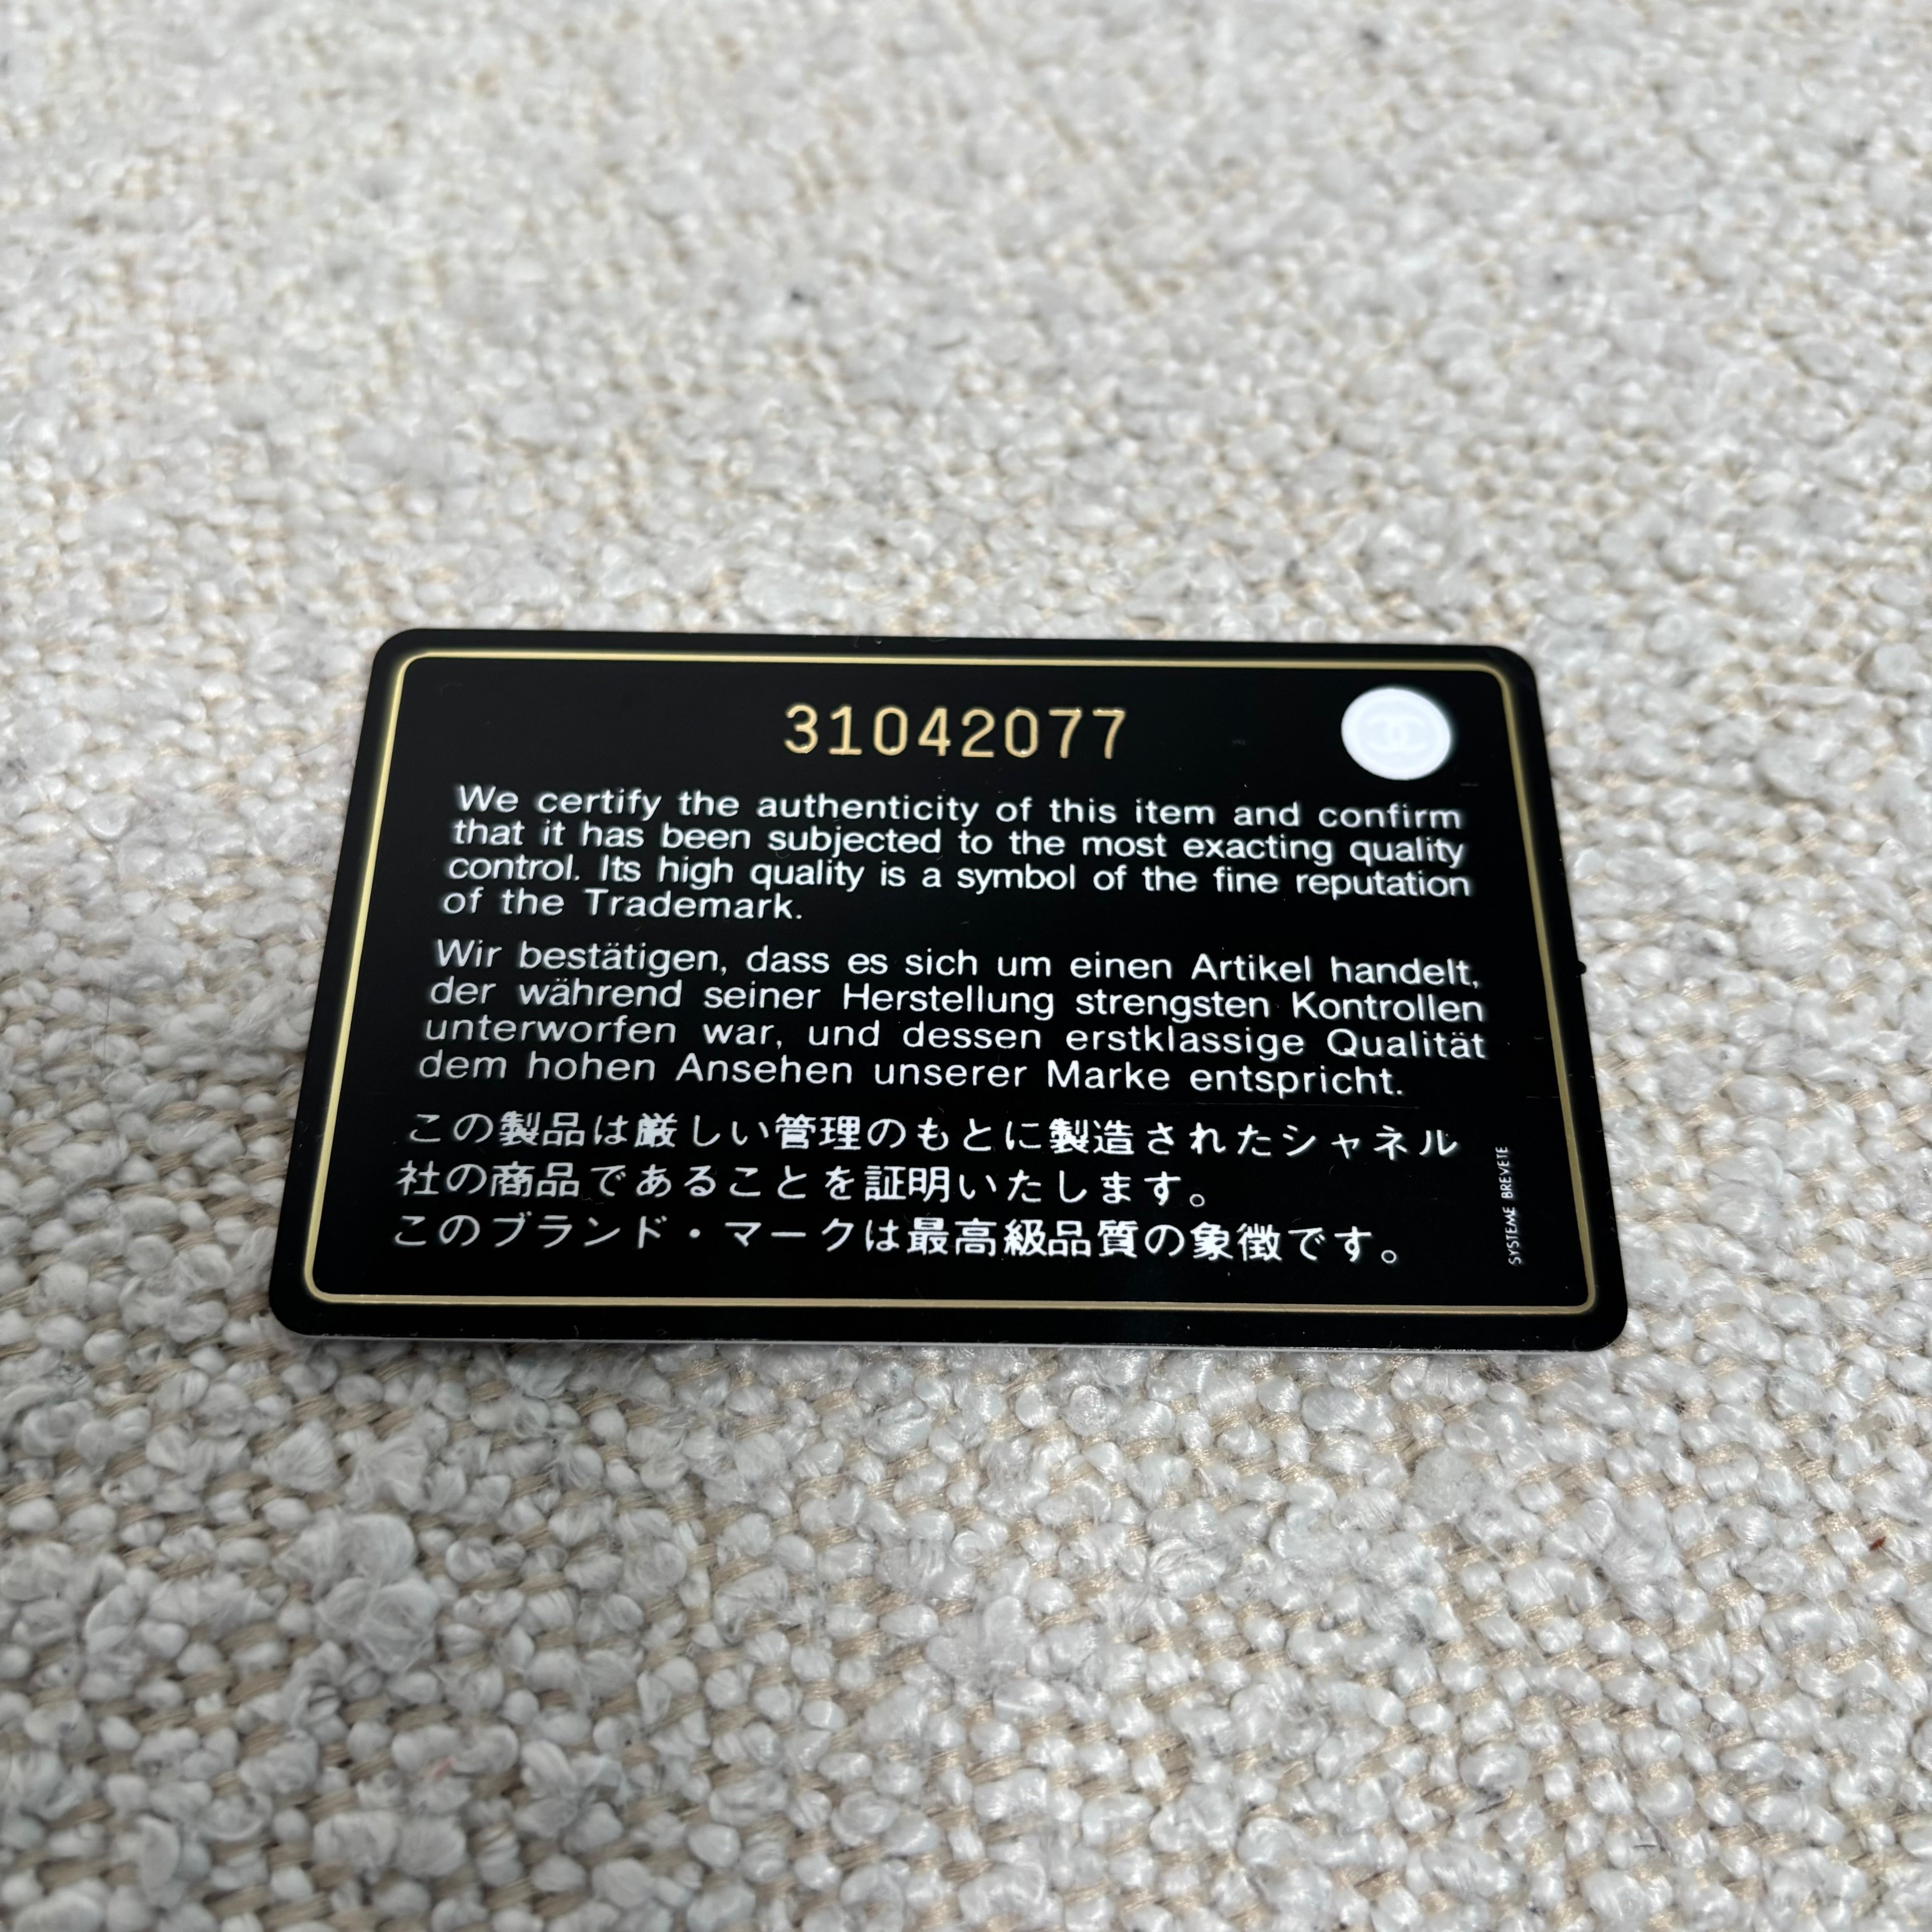 31042077
We certify the authenticity of this item and confirm
that it has been subjected to the most exacting quality
control. Its high quality is a symbol of the fine reputation
of the Trademark.
Wir bestätigen, dass es sich um einen Artikel handelt,
der während seiner Herstellung strengsten Kontrollen
unterworfen war, und dessen erstklassige Qualität
dem hohen Ansehen unserer Marke entspricht.
この製品は厳しい管理のもとに製造されたシャネル
社の商品であることを証明いたします。
このブランド・マークは最高級品質の象徴です。
SYSTEME BREVETE